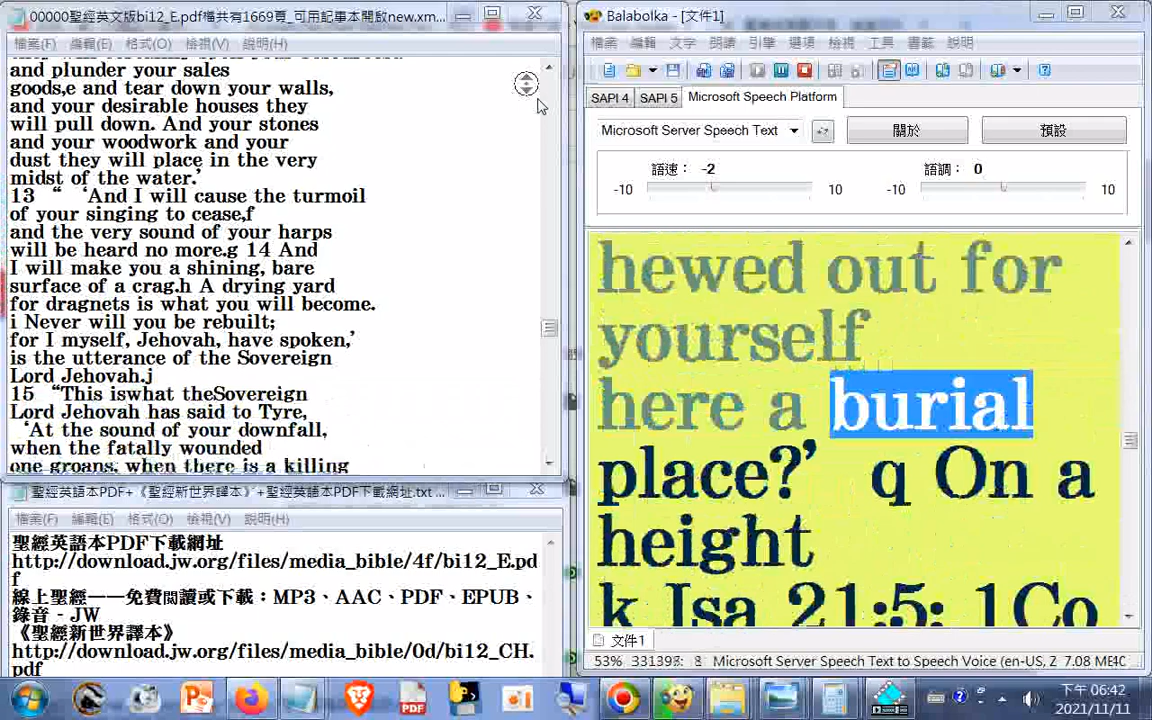 00000聖經英文版bi12_E.pdf檔共有1669頁_可用記事本開啟new.xm...
檔案(F) 編輯(E) 格式(O) 檢視(V) 說明(H)
and plunder your sales
goods,e and tear down your walls,
and your desirable houses they
will pull down. And your stones
and your woodwork and your
dust they will place in the very
midst of the water.’
13 “ ‘And I will cause the turmoil
of your singing to cease,f
and the very sound of your harps
will be heard no more.g 14 And
I will make you a shining, bare
surface of a crag.h A drying yard
for dragnets is what you will become.
i Never will you be rebuilt;
for I myself, Jehovah, have spoken,’
is the utterance of the Sovereign
Lord Jehovah.j
15 “This iswhat theSovereign
Lord Jehovah has said to Tyre,
‘At the sound of your downfall,
when the fatally wounded
one groans, when there is a killing
聖經英語本PDF+《聖經新世界譯本》+聖經英語本PDF下載網址.txt ...
檔案(F) 編輯(E) 格式(O) 檢視(V) 說明(H)
聖經英語本PDF下載網址
http://download.jw.org/files/media_bible/4f/bi12_E.pd
f
線上聖經——免費閱讀或下載：MP3、AAC、PDF、EPUB、
錄音 - JW
《聖經新世界譯本》
http://download.jw.org/files/media_bible/0d/bi12_CH.
pdf
Balabolka - [文件1]
檔案 編輯 文字 朗讀 引擎 選項 檢視 工具 書籤 說明
SAPI 4 SAPI 5 Microsoft Speech Platform
Microsoft Server Speech Text 關於 預設
語速： -2 語調： 0
-10 10 -10 10
hewed out for
yourself
here a burial
place?’ q On a
height
k Isa 21:5; 1Co
文件1
53% Microsoft Server Speech Text to Speech Voice (en-US,
下午 06:42
2021/11/11